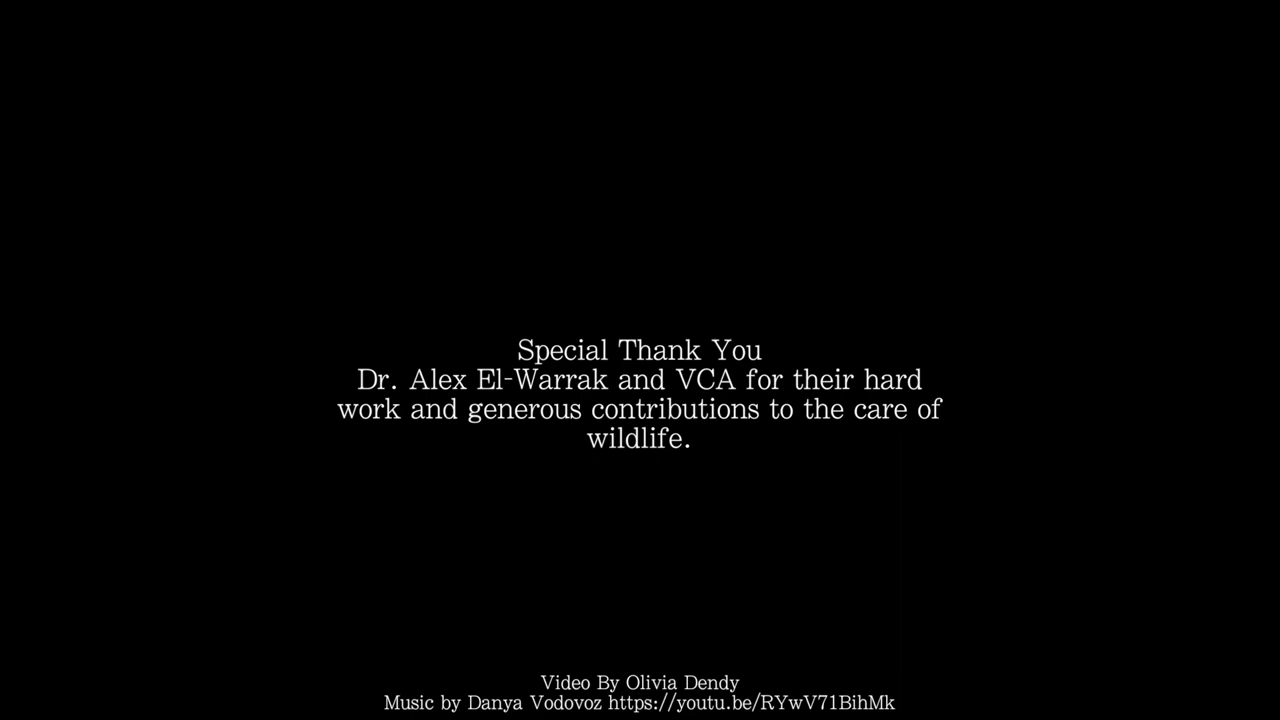 Special Thank You
Dr. Alex El-Warrak and VCA for their hard
work and generous contributions to the care of
wildlife.
Video By Olivia Dendy
Music by Danya Vodovoz https://youtu.be/RYwV71BihMk